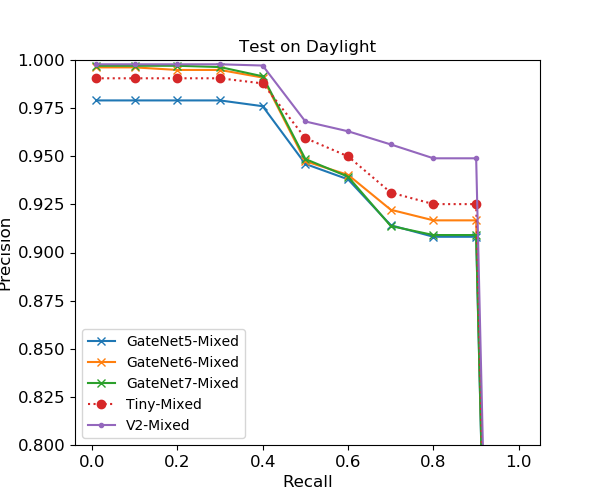 Test on Daylight
1.000
0.975
0.950
0.925
0.900
0.875
0.850
0.825
0.800
Precision
GateNet5-Mixed
GateNet6-Mixed
GateNet7-Mixed
Tiny-Mixed
V2-Mixed
0.0 0.2 0.4 0.6 0.8 1.0
Recall